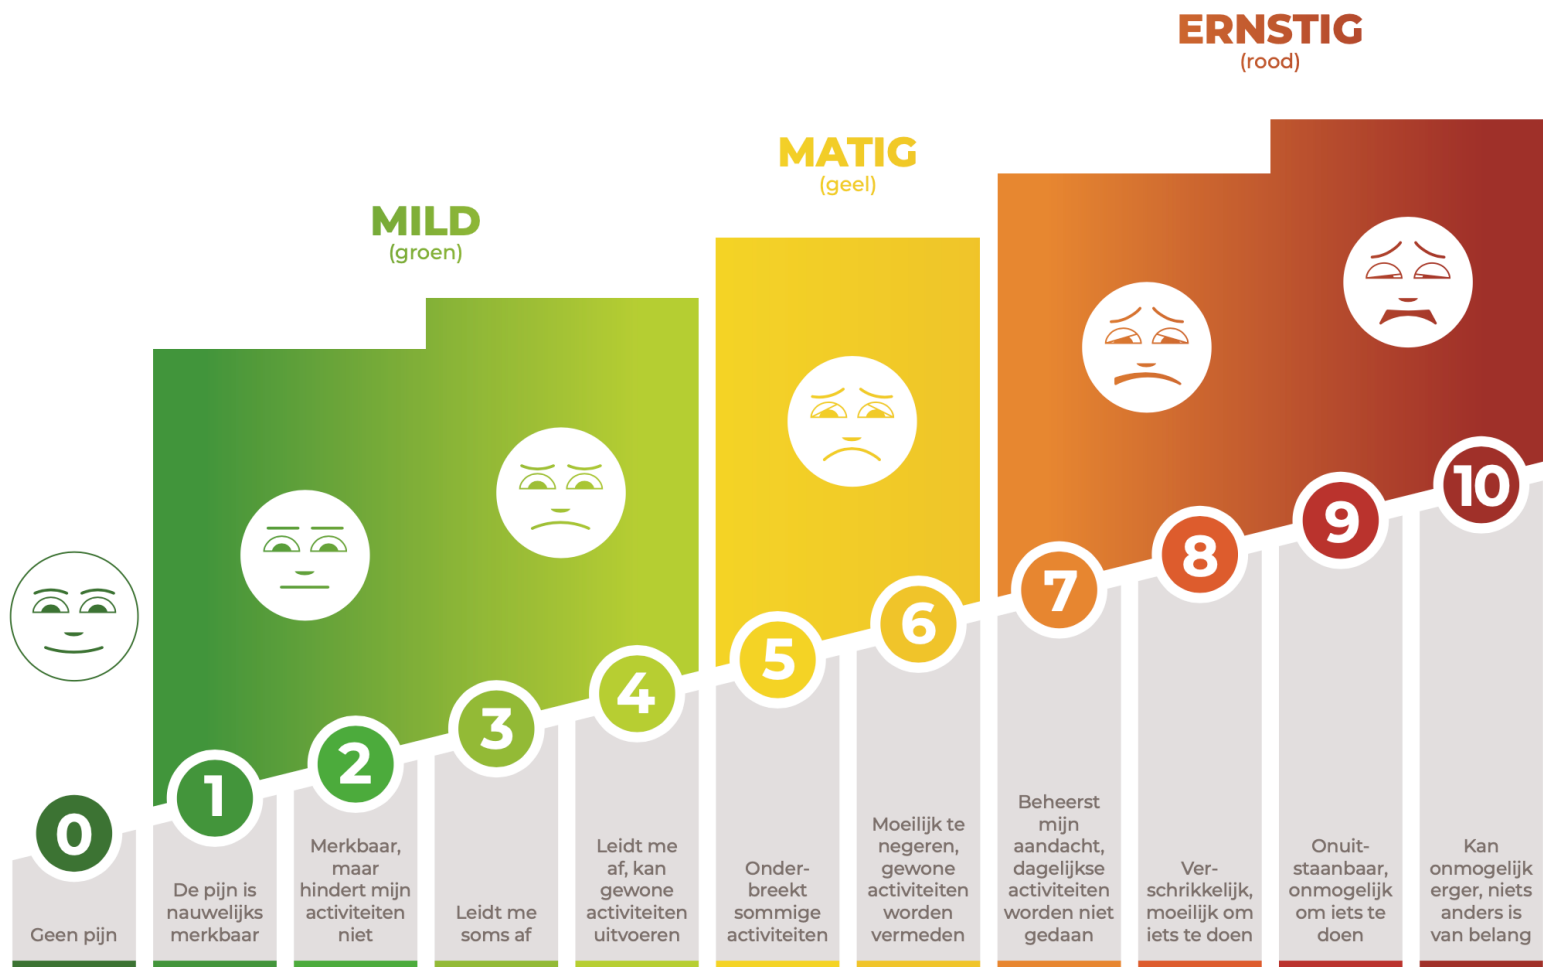 ERNSTIG
(rood)
MATIG
(geel)
MILD
(groen)
0
Geen pijn
1
De pijn is
nauwelijks
merkbaar
2
Merkbaar,
maar
hindert mijn
activiteiten
niet
3
Leidt me
soms af
4
Leidt me
af, kan
gewone
activiteiten
uitvoeren
5
Onder-
breekt
sommige
activiteiten
6
Moeilijk te
negeren,
gewone
activiteiten
worden
vermeden
7
Beheerst
mijn
aandacht,
dagelijkse
activiteiten
worden niet
gedaan
8
Ver-
schrikkelijk,
moeilijk om
iets te doen
9
Onuit-
staanbaar,
onmogelijk
om iets te
doen
10
Kan
onmogelijk
erger, niets
anders is
van belang